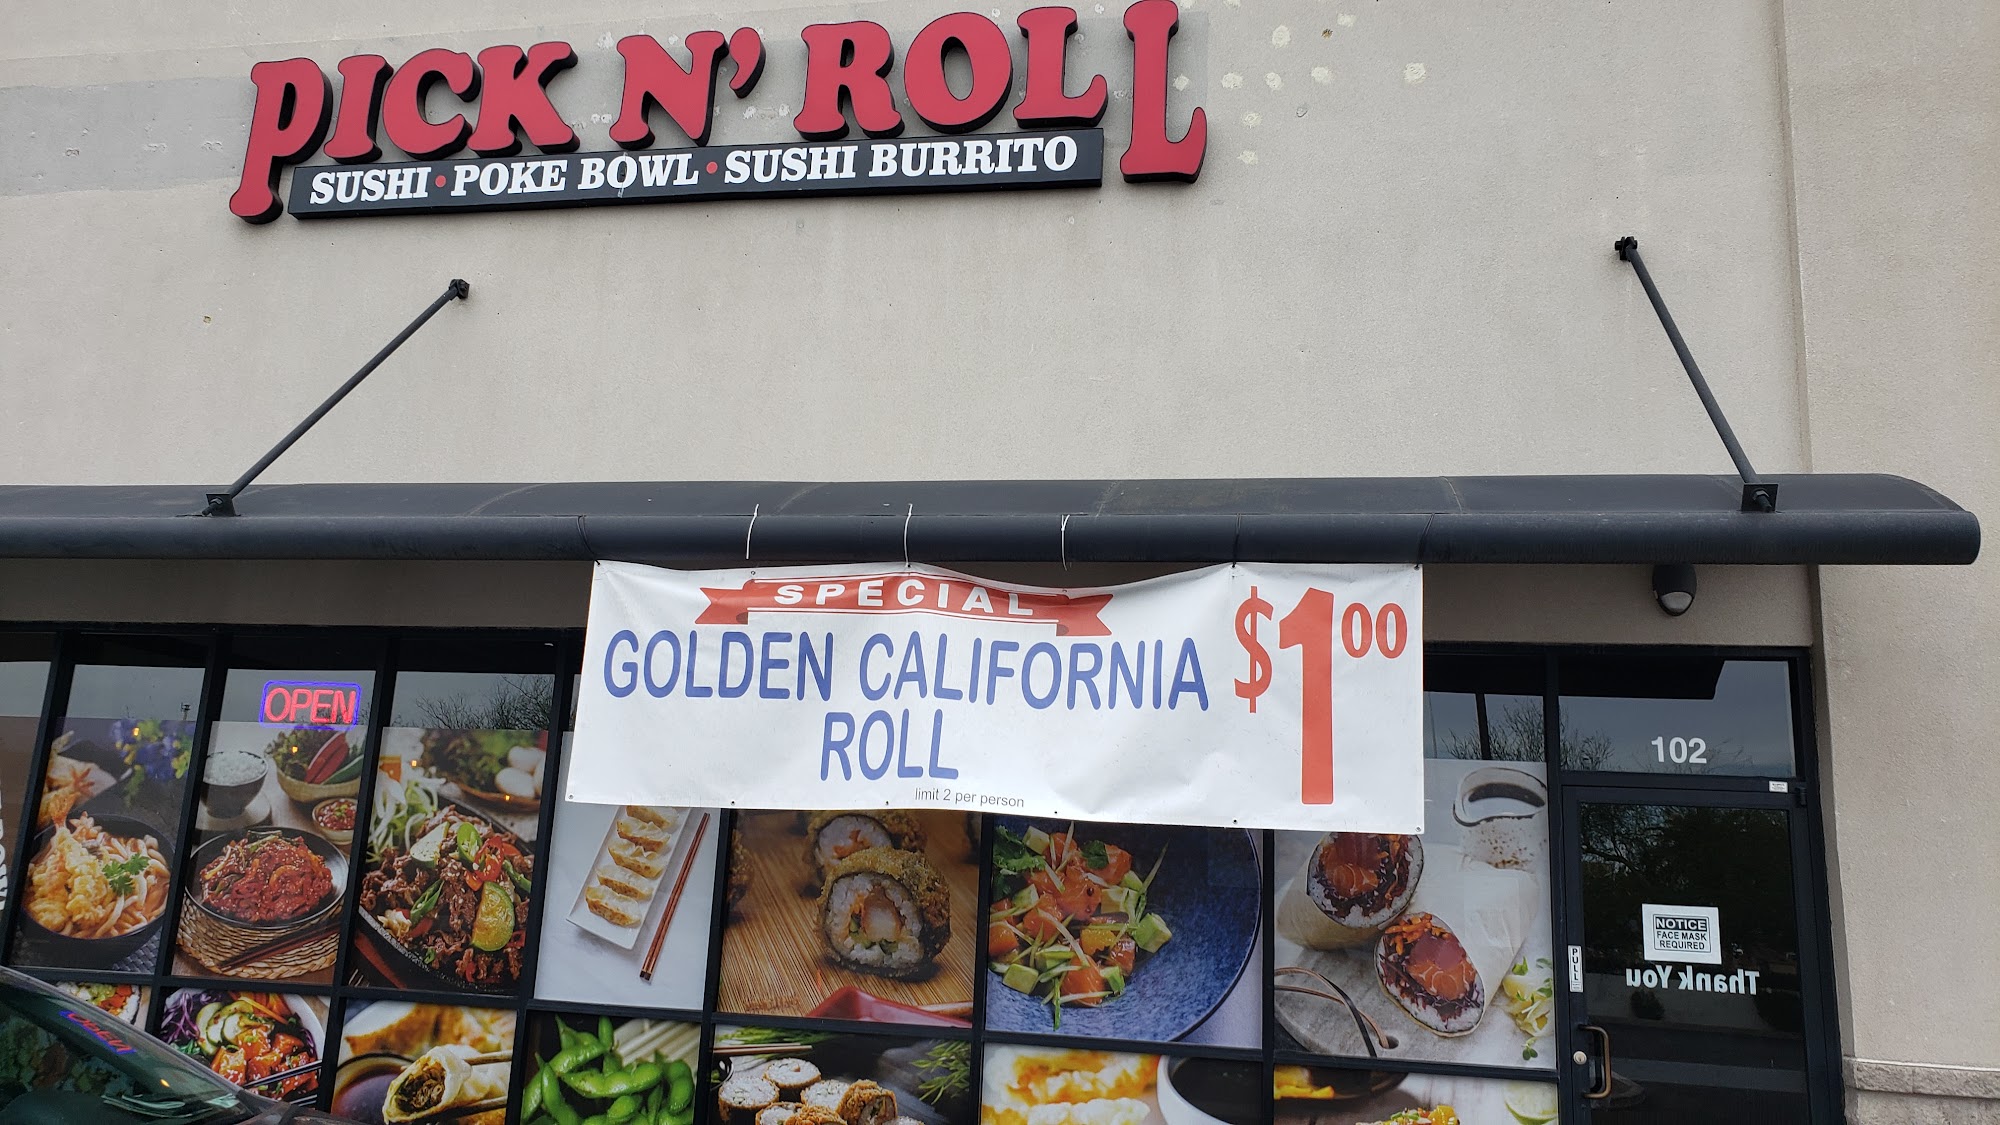 PICK N' ROLL
SUSHI • POKE BOWL • SUSHI BURRITO
SPECIAL
GOLDEN CALIFORNIA
ROLL
$1.00
limit 2 per person
OPEN
102
NOTICE
FACE MASK
REQUIRED
PULL
Thank You
OPEN